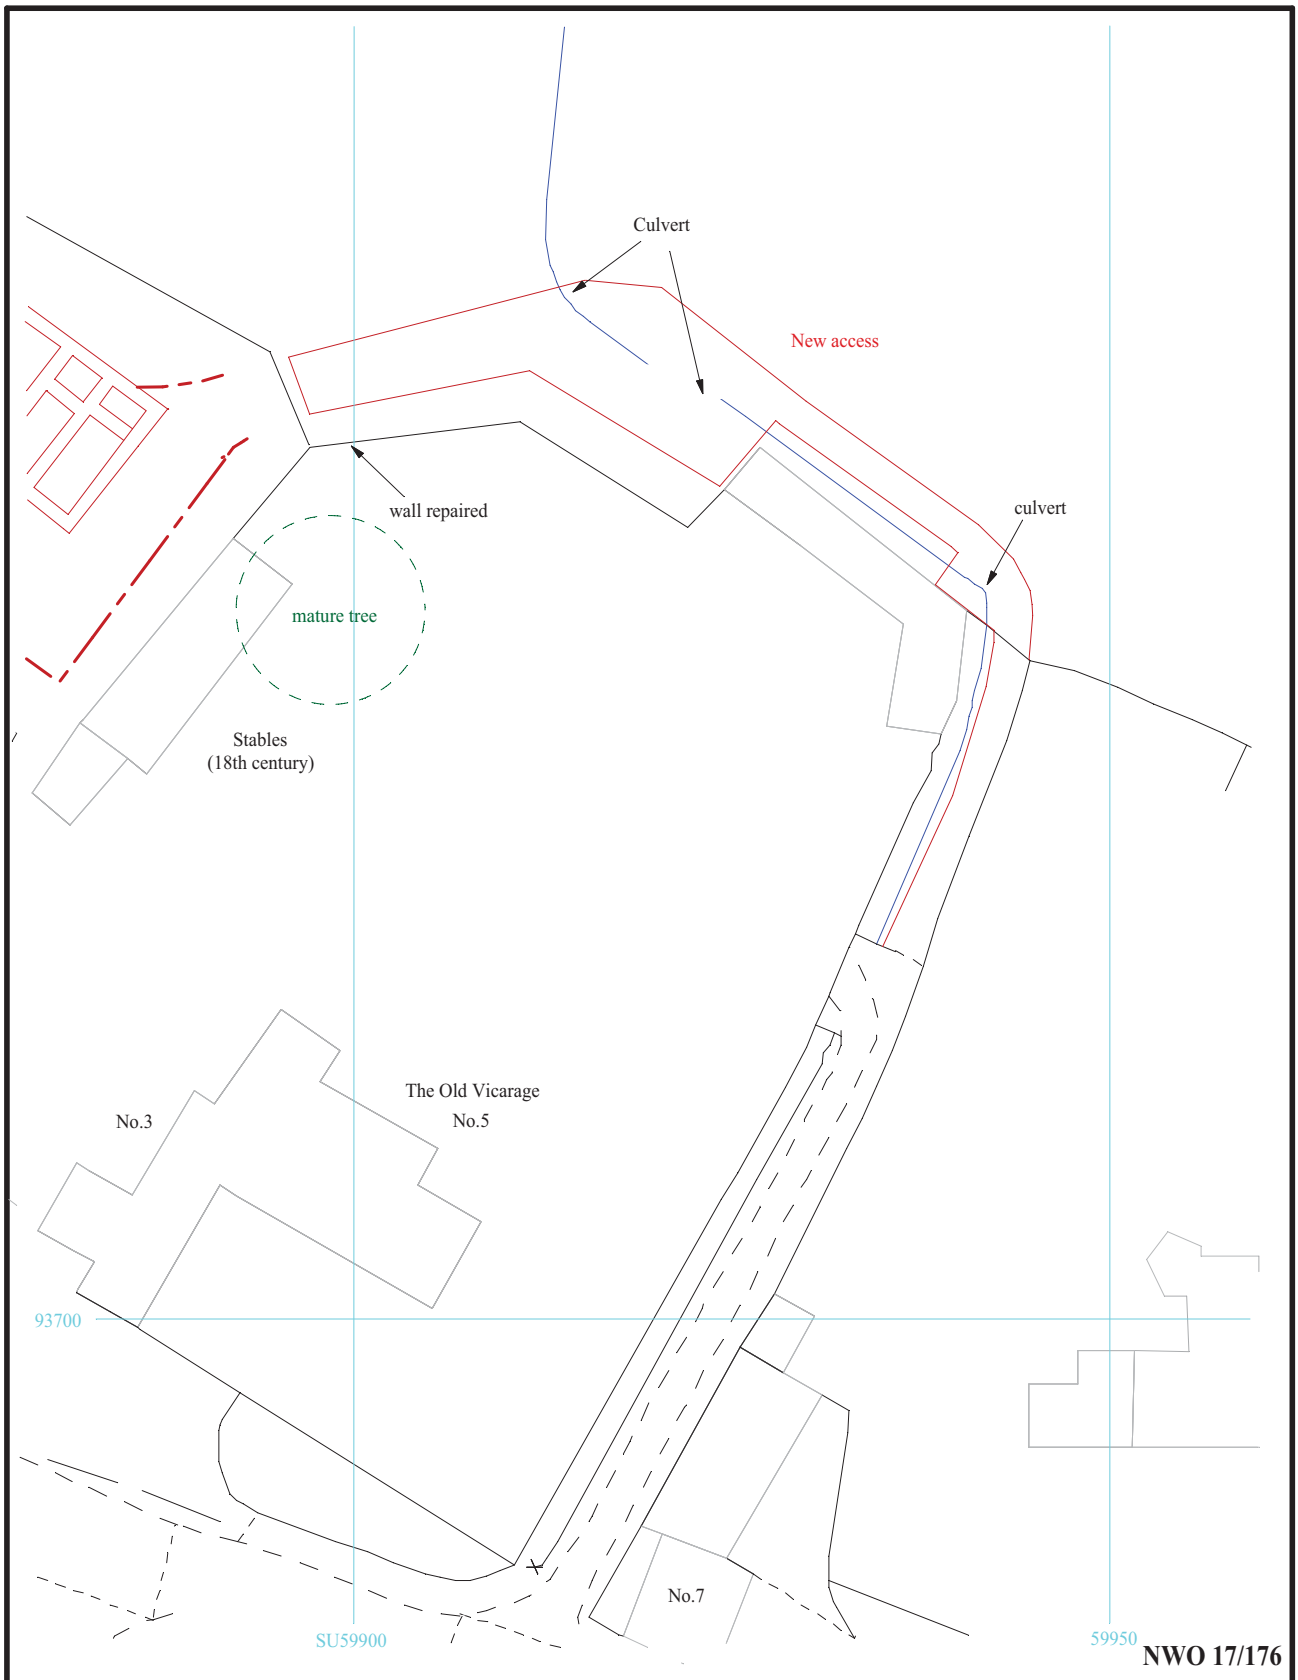 Culvert
New access
wall repaired
culvert
mature tree
Stables
(18th century)
The Old Vicarage
No.3
No.5
93700
No.7
SU59900
59950
NWO 17/176